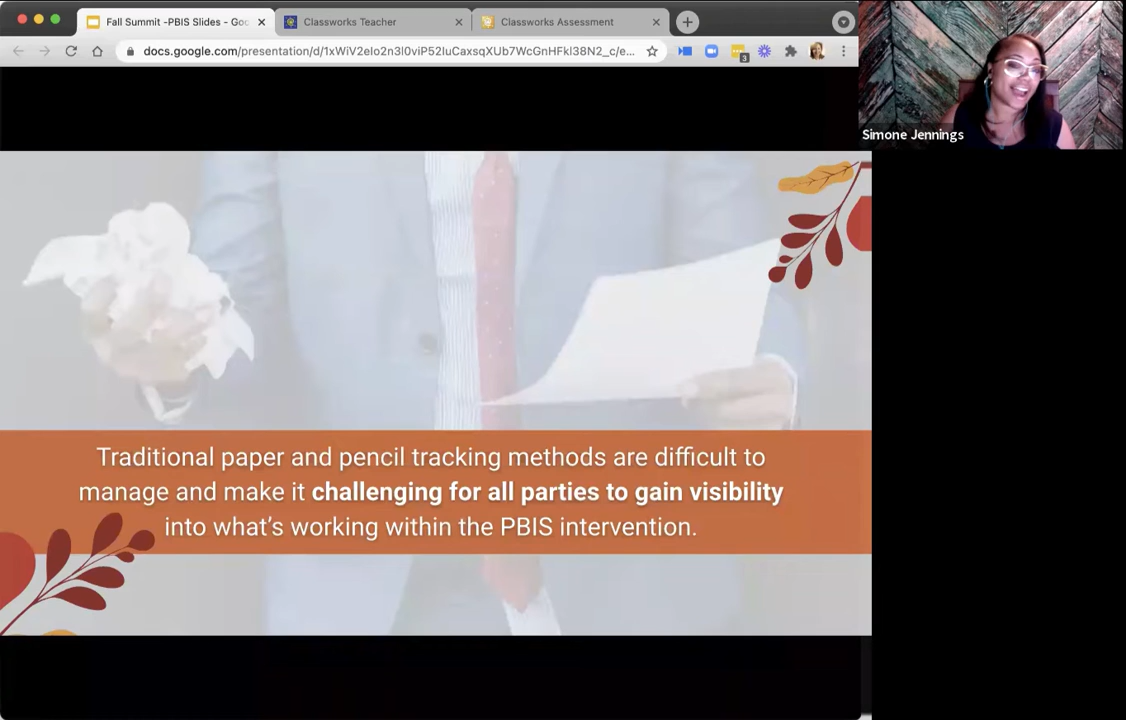 Fall Summit -PBIS Slides - Goo
Classworks Teacher
Classworks Assessment
docs.google.com/presentation/d/1xWiV2eIo2n3l0viP52IuCaxsqXUb7WcGnHFkl38N2_c/e...
3
Simone Jennings
Traditional paper and pencil tracking methods are difficult to
manage and make it challenging for all parties to gain visibility
into what's working within the PBIS intervention.